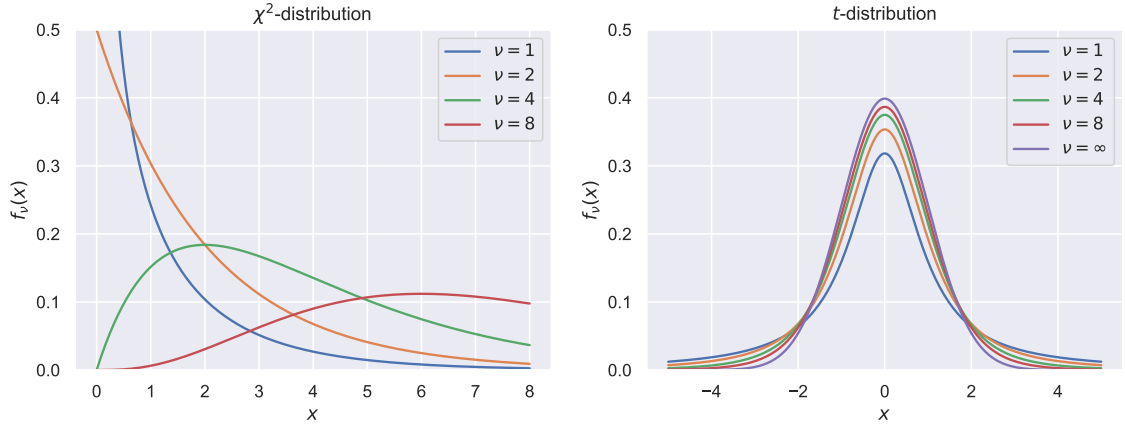 χ²-distribution
0.5
0.4
0.3
0.2
0.1
0.0
fν(x)
0 1 2 3 4 5 6 7 8
x
ν = 1
ν = 2
ν = 4
ν = 8
t-distribution
0.5
0.4
0.3
0.2
0.1
0.0
fν(x)
−4 −2 0 2 4
x
ν = 1
ν = 2
ν = 4
ν = 8
ν = ∞